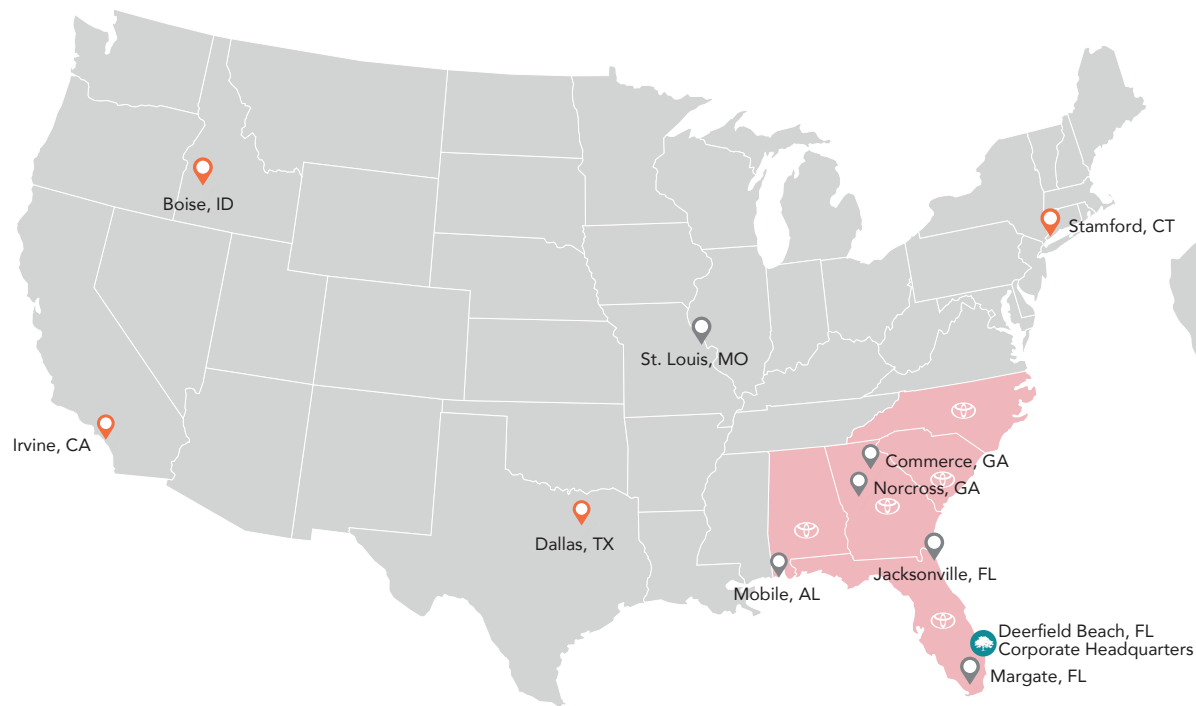 Boise, ID
Stamford, CT
St. Louis, MO
Irvine, CA
Commerce, GA
Norcross, GA
Dallas, TX
Jacksonville, FL
Mobile, AL
Deerfield Beach, FL
Corporate Headquarters
Margate, FL